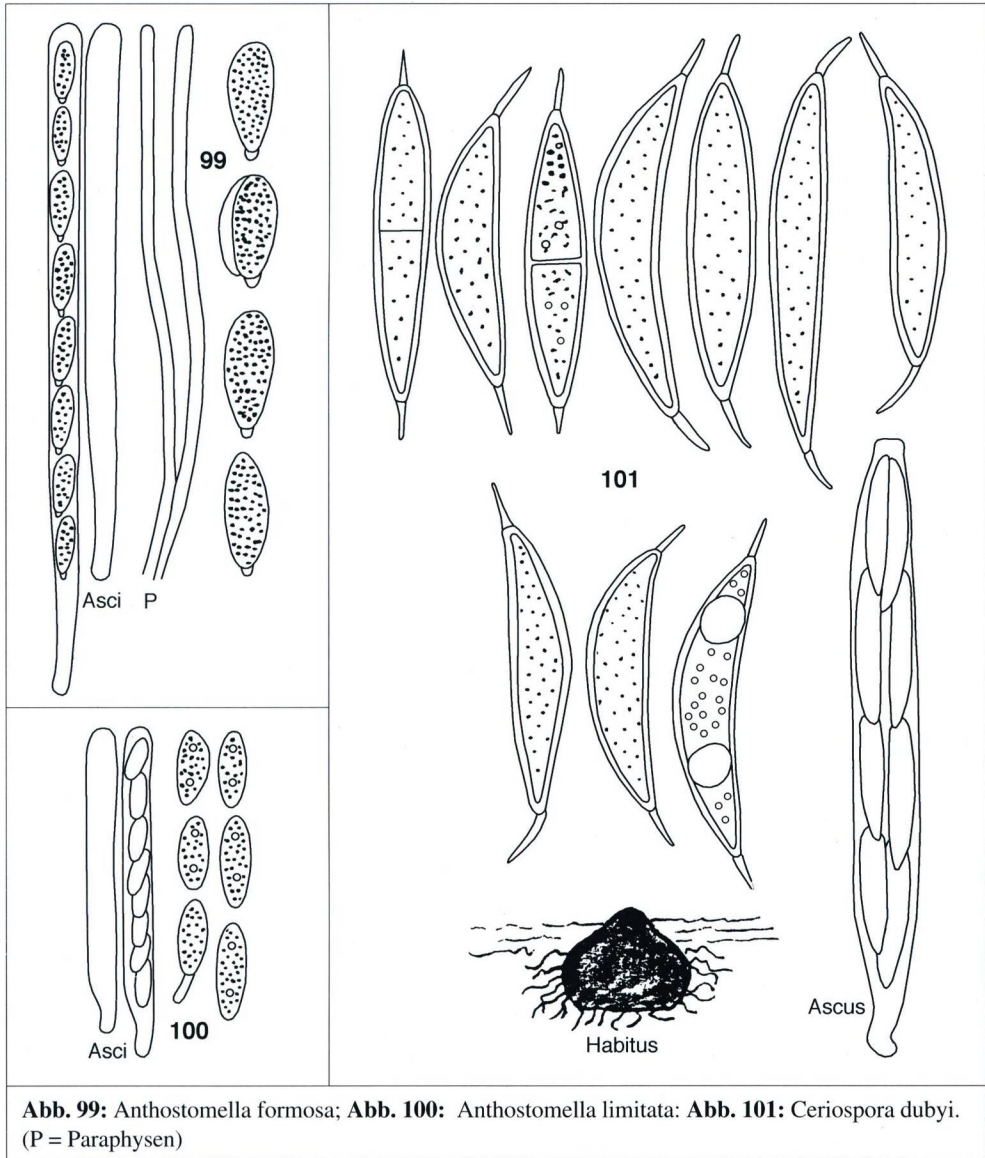 99
Asci P
101
Asci
100
Habitus
Ascus
Abb. 99: Anthostomella formosa; Abb. 100: Anthostomella limitata: Abb. 101: Ceriospora dubyi.
(P = Paraphysen)